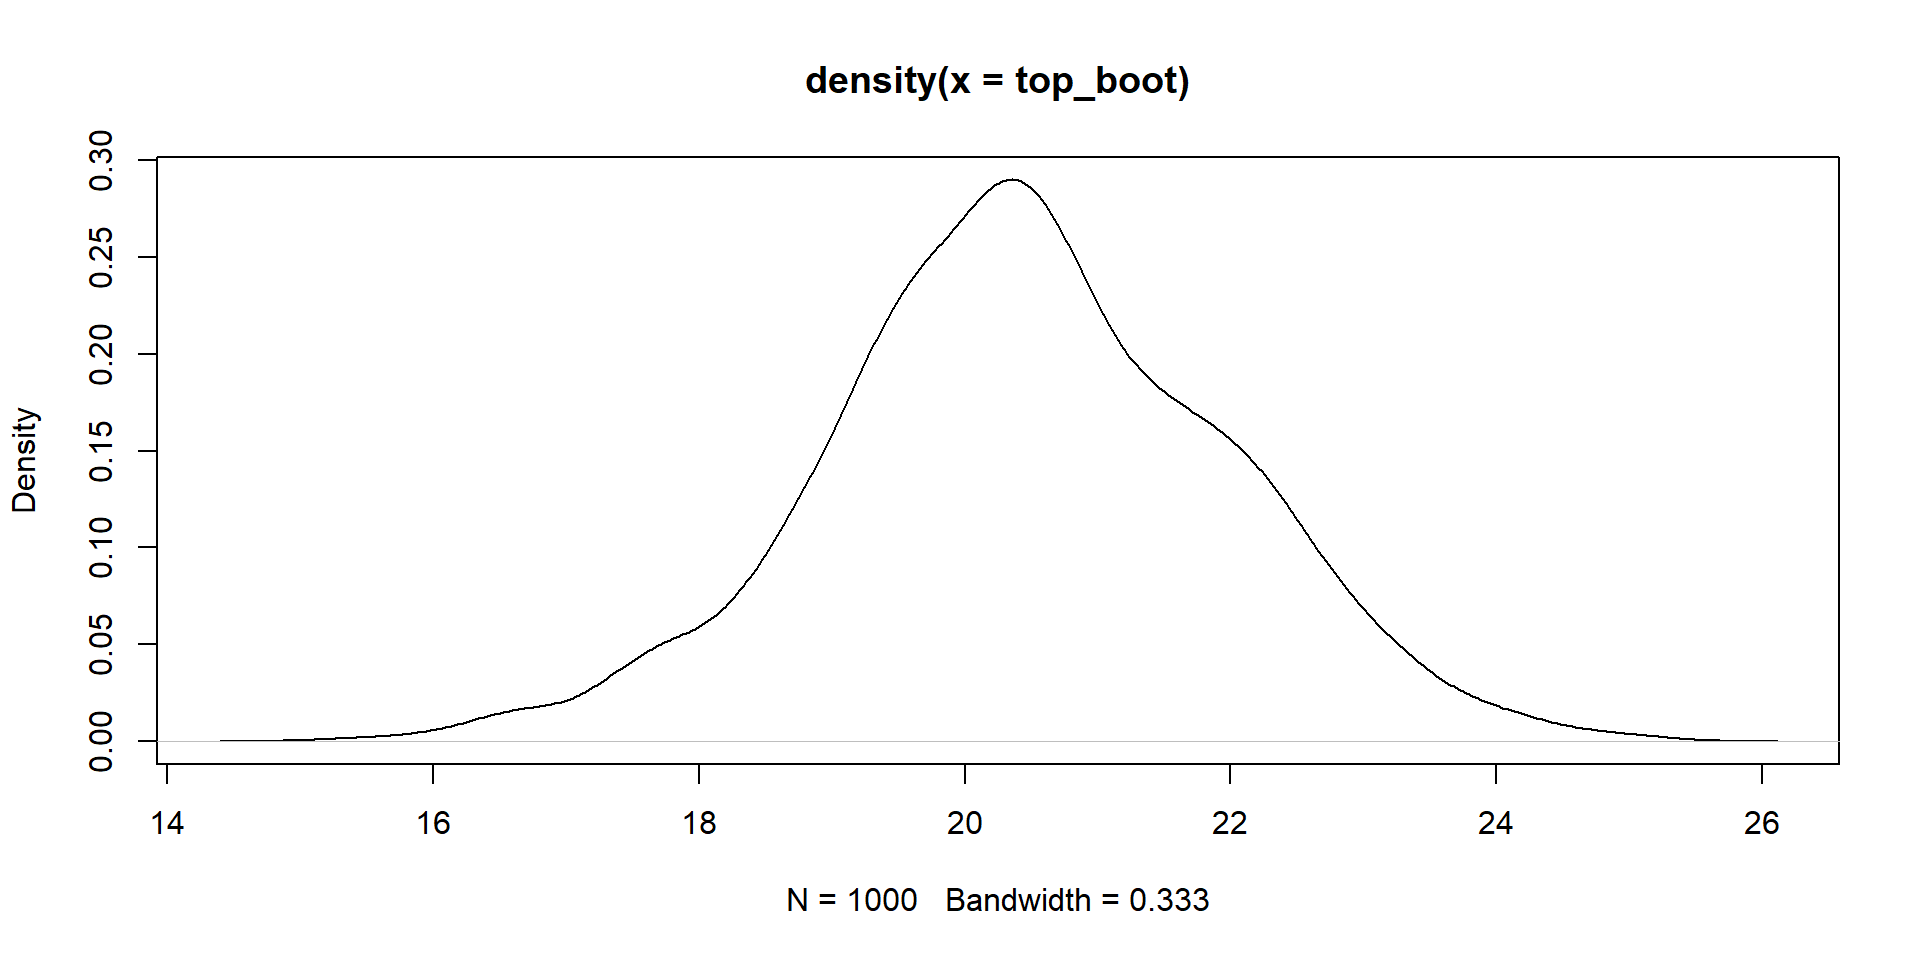 density(x = top_boot)
Density
0.30
0.25
0.20
0.15
0.10
0.05
0.00
14 16 18 20 22 24 26
N = 1000 Bandwidth = 0.333